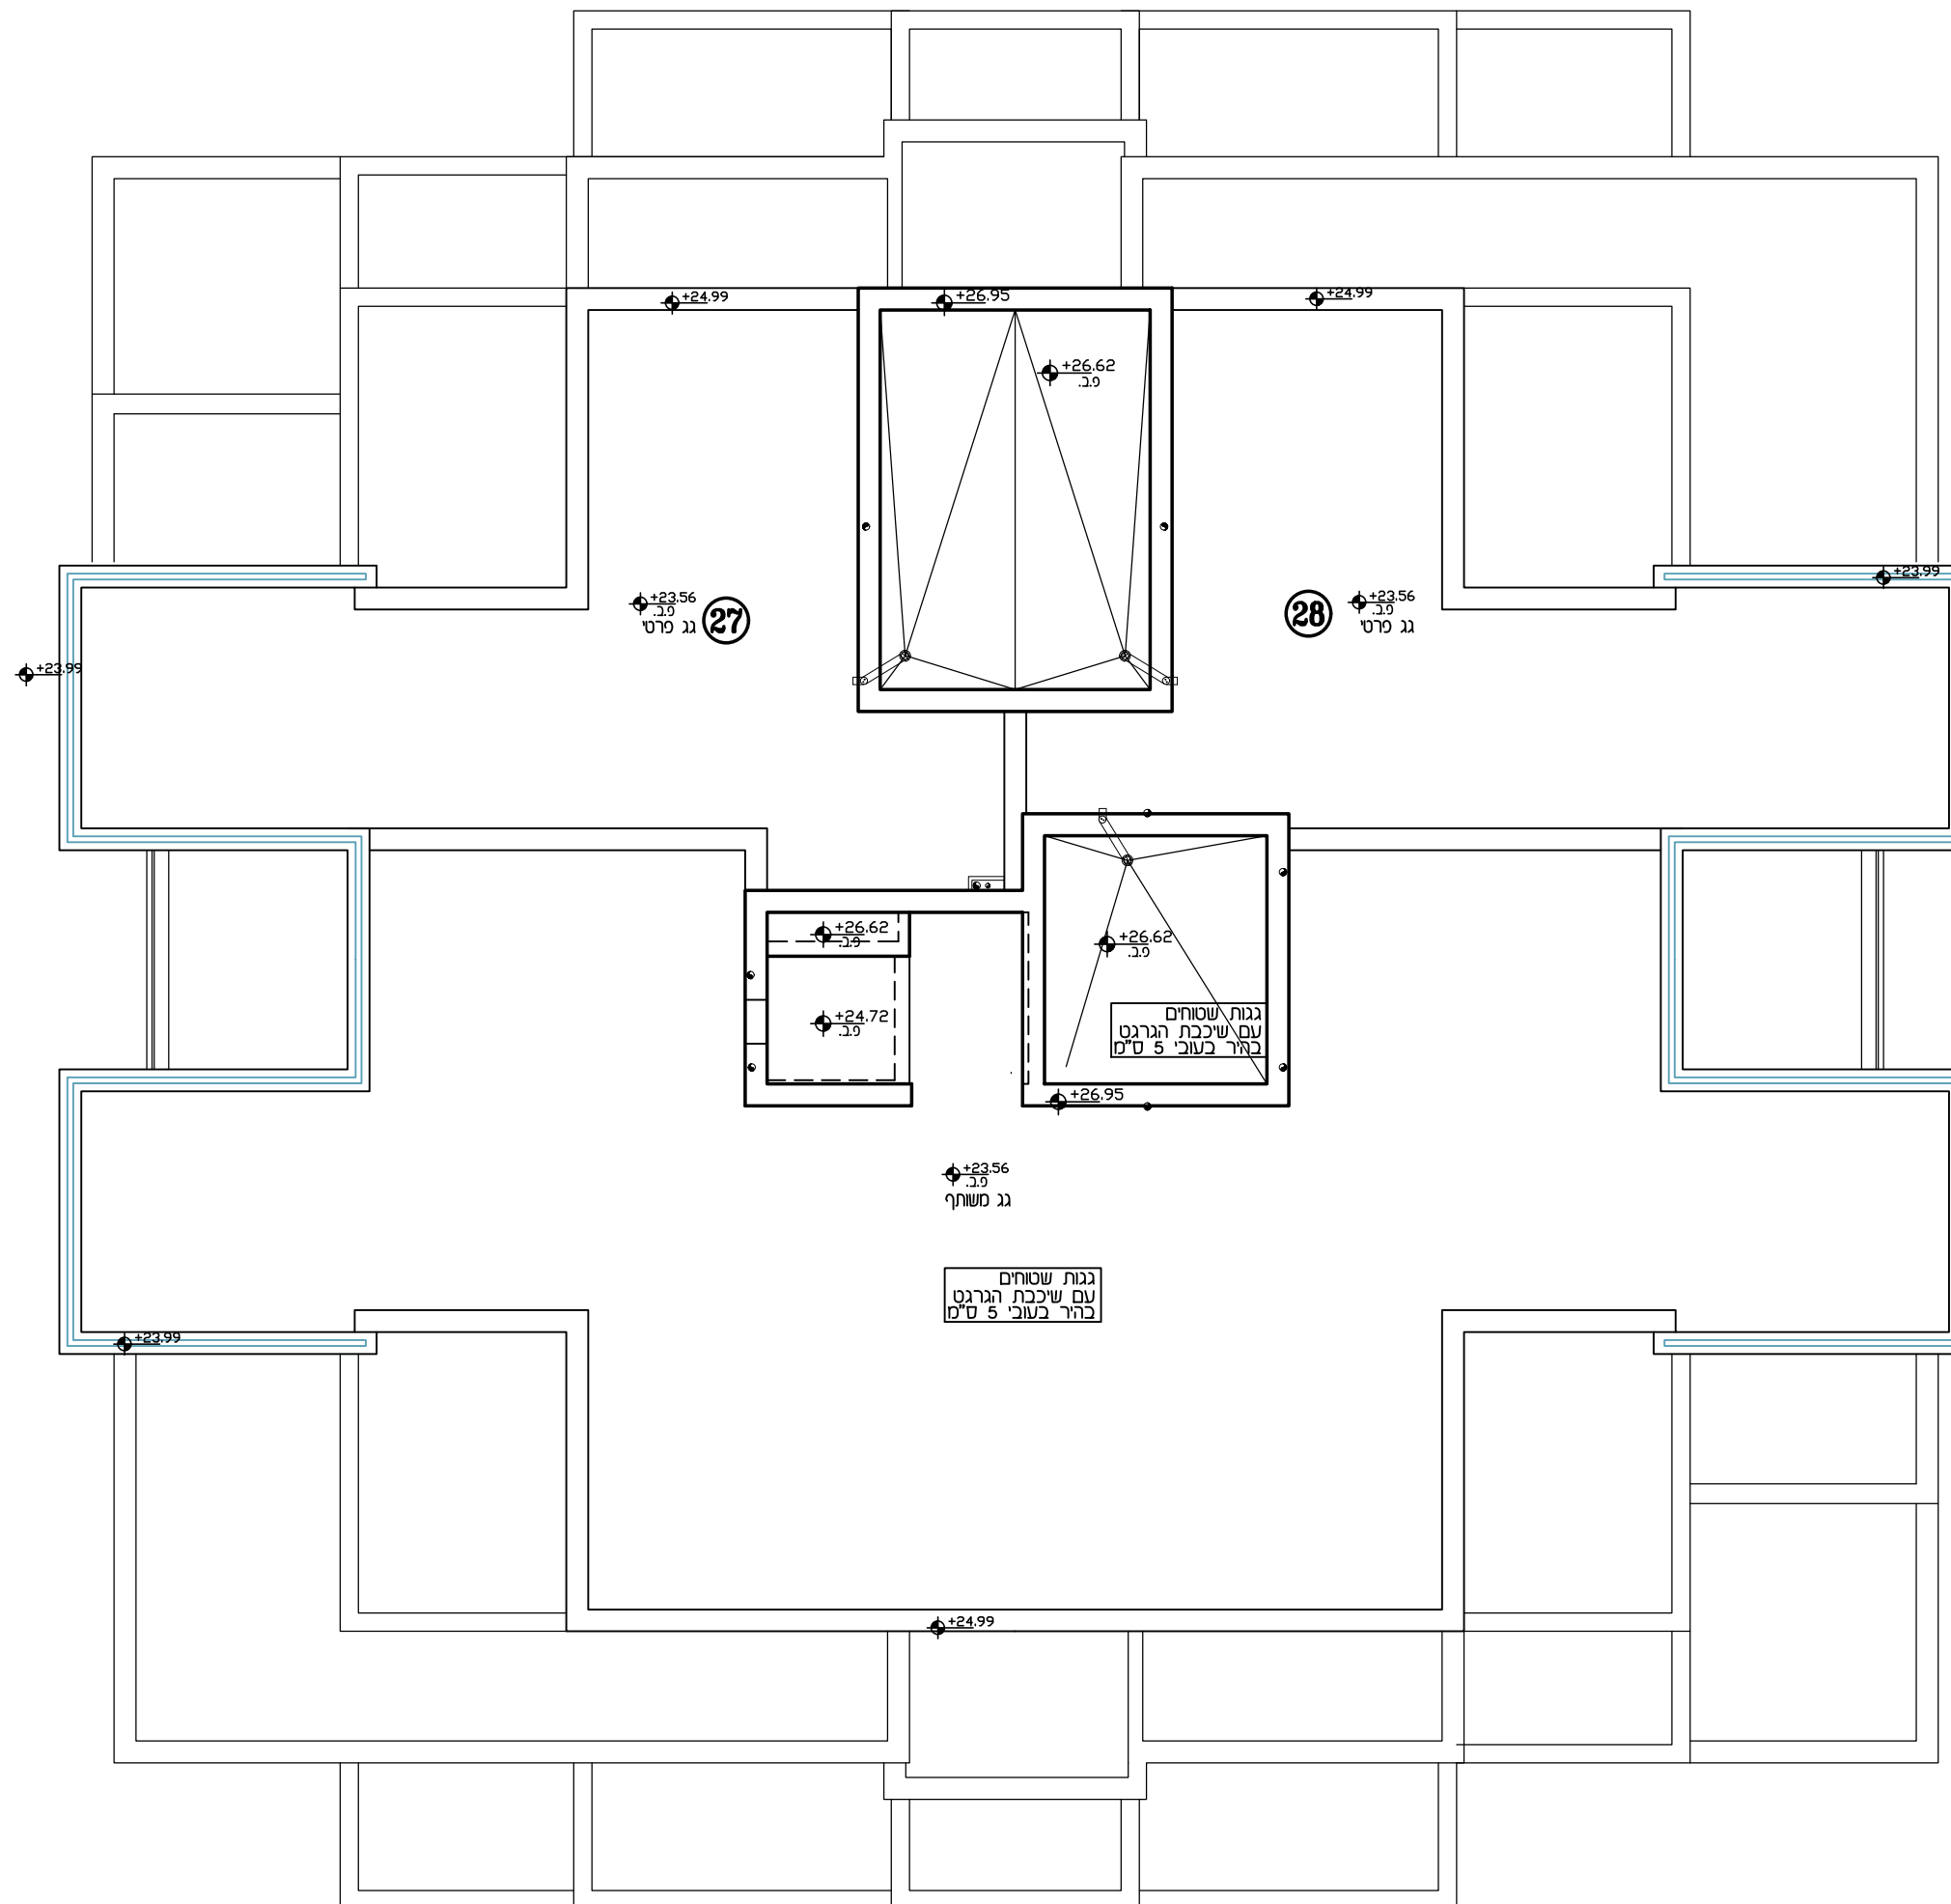 +24.99
+26.95
+24.99
+26.62
פ.ב.
+23.56
פ.ב.
גג פרטי
27
28
+23.56
פ.ב.
גג פרטי
+23.99
+23.99
+26.62
פ.ב.
+26.62
פ.ב.
+24.72
פ.ב.
גגות שטוחים
עם שיכבת הגרגט
בהיר בעובי 5 ס"מ
+26.95
+23.56
פ.ב.
גג משותף
גגות שטוחים
עם שיכבת הגרגט
בהיר בעובי 5 ס"מ
+23.99
+24.99